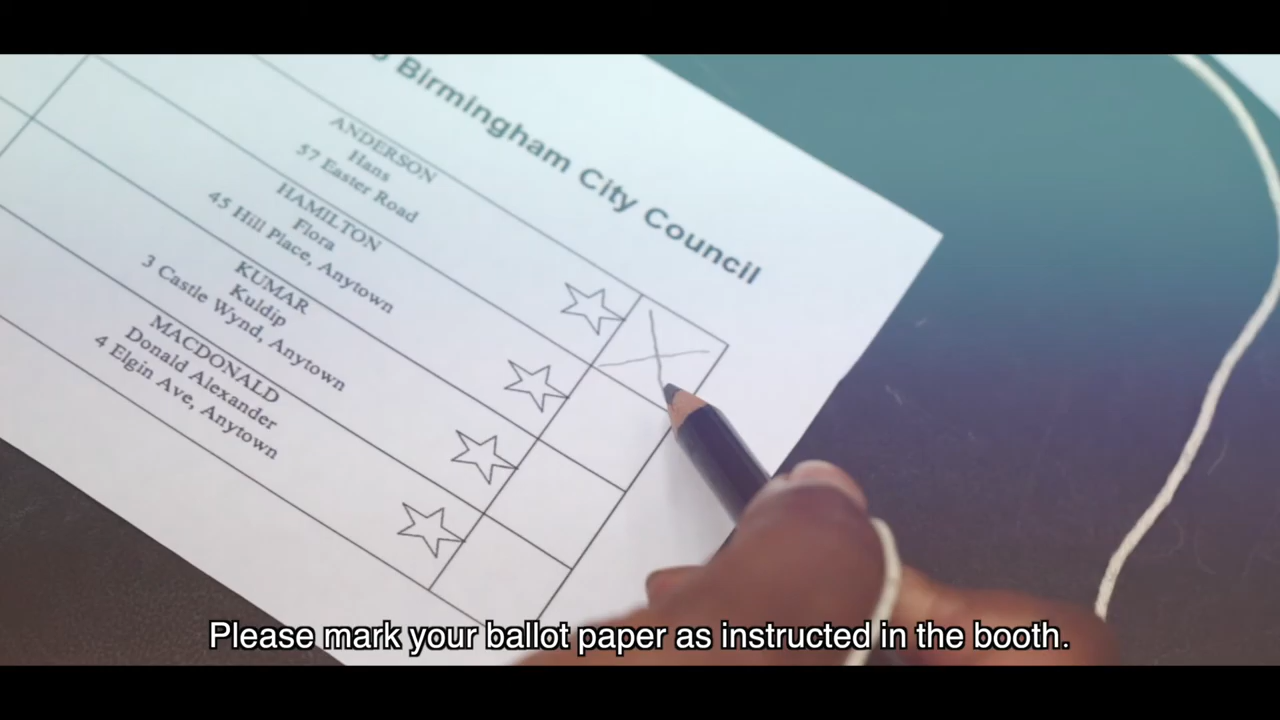 Birmingham City Council
ANDERSON
Hans
57 Easter Road
HAMILTON
Flora
45 Hill Place, Anytown
KUMAR
Kuldip
3 Castle Wynd, Anytown
MACDONALD
Donald Alexander
4 Elgin Ave, Anytown
Please mark your ballot paper as instructed in the booth.